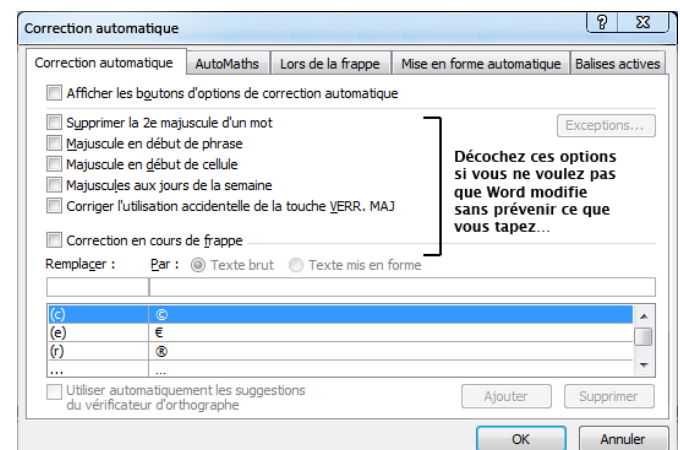 Correction automatique
Correction automatique AutoMaths Lors de la frappe Mise en forme automatique Balises actives
Afficher les boutons d'options de correction automatique
Supprimer la 2e majuscule d'un mot
Exceptions...
Majuscule en début de phrase
Majuscule en début de cellule
Majuscules aux jours de la semaine
Corriger l'utilisation accidentelle de la touche VERR. MAJ
Décochez ces options
si vous ne voulez pas
que Word modifie
sans prévenir ce que
vous tapez...
Correction en cours de frappe
Remplacer : Par : Texte brut Texte mis en forme
(c) ©
(e) €
(r) ®
... ...
Utiliser automatiquement les suggestions
du vérificateur d'orthographe
Ajouter Supprimer
OK Annuler